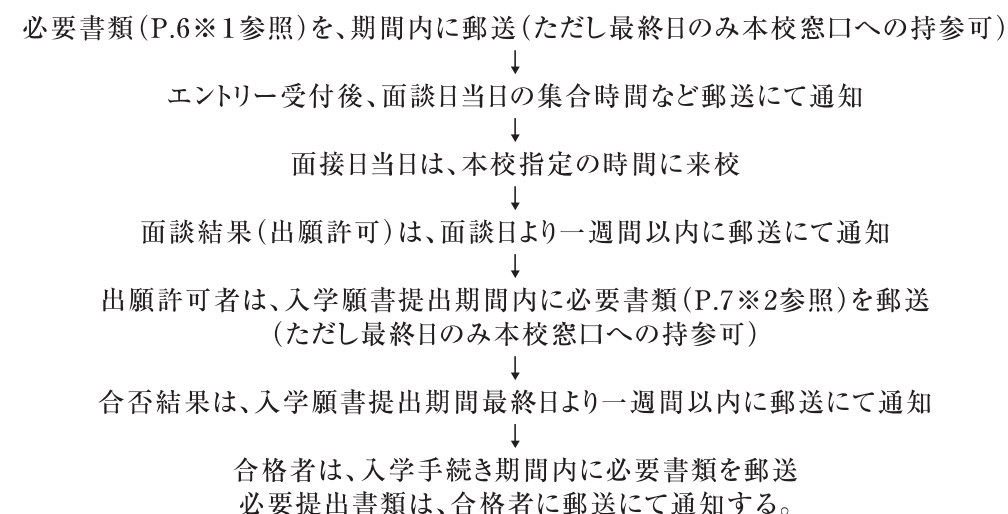 必要書類(P.6※1参照)を、期間内に郵送(ただし最終日のみ本校窓口への持参可)
↓
エントリー受付後、面談日当日の集合時間など郵送にて通知
↓
面接日当日は、本校指定の時間に来校
↓
面談結果(出願許可)は、面談日より一週間以内に郵送にて通知
↓
出願許可者は、入学願書提出期間内に必要書類(P.7※2参照)を郵送
(ただし最終日のみ本校窓口への持参可)
↓
合否結果は、入学願書提出期間最終日より一週間以内に郵送にて通知
↓
合格者は、入学手続き期間内に必要書類を郵送
必要提出書類は、合格者に郵送にて通知する。